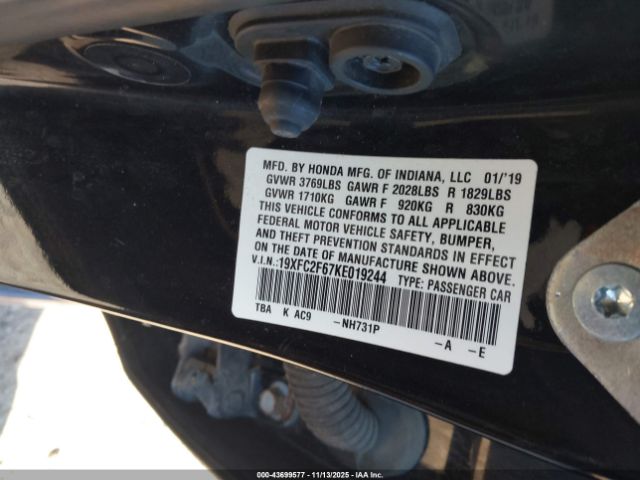 MFD. BY HONDA MFG. OF INDIANA, LLC 01/'19
GVWR 3769LBS GAWR F 2028LBS R 1829LBS
GVWR 1710KG GAWR F 920KG R 830KG
THIS VEHICLE CONFORMS TO ALL APPLICABLE
FEDERAL MOTOR VEHICLE SAFETY, BUMPER,
AND THEFT PREVENTION STANDARDS IN EFFECT
ON THE DATE OF MANUFACTURE SHOWN ABOVE.
V.I.N.:19XFC2F67KE019244 TYPE: PASSENGER CAR
TBA K AC9 -NH731P -A -E
00-43699577 — 11/13/2025 — IAA Inc.